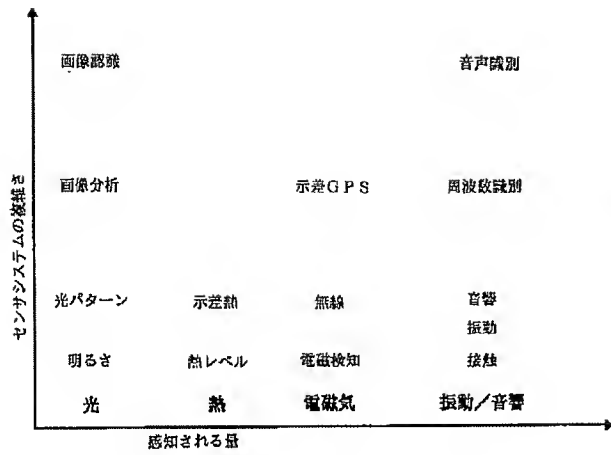 画像認識 音声識別
画像分析 示差GPS 周波数識別
光パターン 示差熱 無線 音響
振動
明るさ 熱レベル 電磁検知 接触
光 熱 電磁気 振動/音響
感知される量
センサシステムの複雑さ